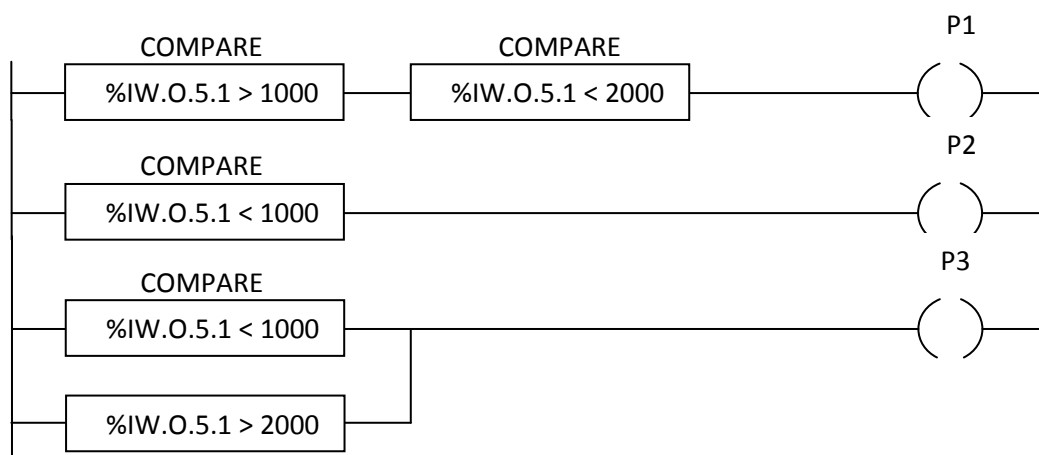 P1
COMPARE COMPARE
%IW.O.5.1 > 1000 %IW.O.5.1 < 2000
P2
COMPARE
%IW.O.5.1 < 1000
P3
COMPARE
%IW.O.5.1 < 1000
%IW.O.5.1 > 2000